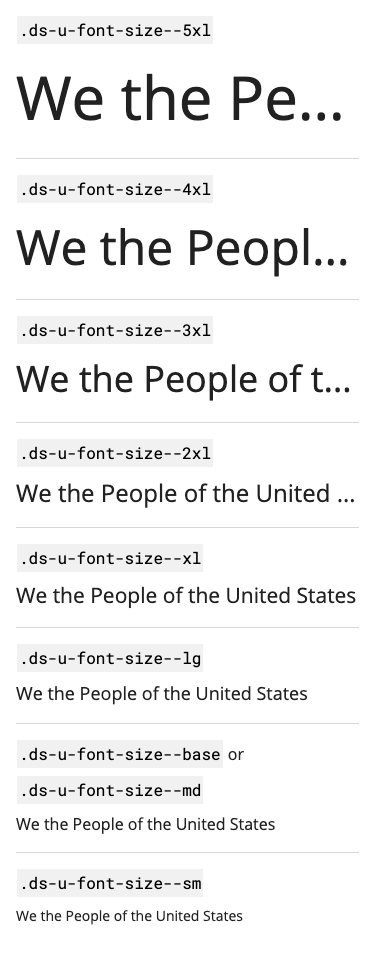 .ds-u-font-size--5xl
We the Pe...
.ds-u-font-size--4xl
We the Peopl...
.ds-u-font-size--3xl
We the People of t...
.ds-u-font-size--2xl
We the People of the United ...
.ds-u-font-size--xl
We the People of the United States
.ds-u-font-size--lg
We the People of the United States
.ds-u-font-size--base or
.ds-u-font-size--md
We the People of the United States
.ds-u-font-size--sm
We the People of the United States